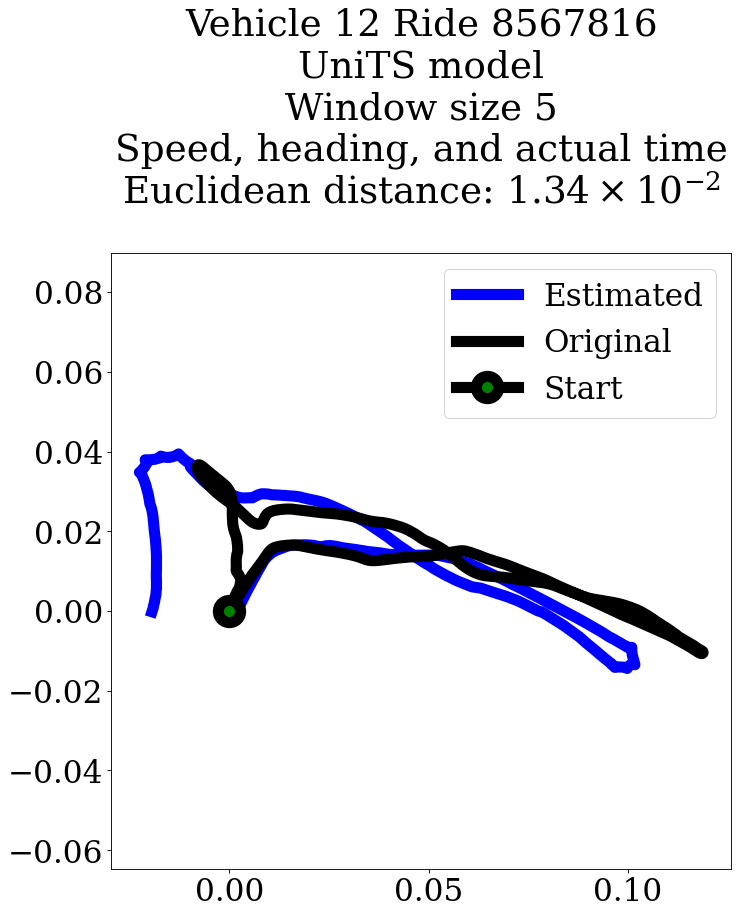 Vehicle 12 Ride 8567816
UniTS model
Window size 5
Speed, heading, and actual time
Euclidean distance: 1.34 × 10⁻²
Estimated
Original
Start
0.08
0.06
0.04
0.02
0.00
−0.02
−0.04
−0.06
0.00 0.05 0.10